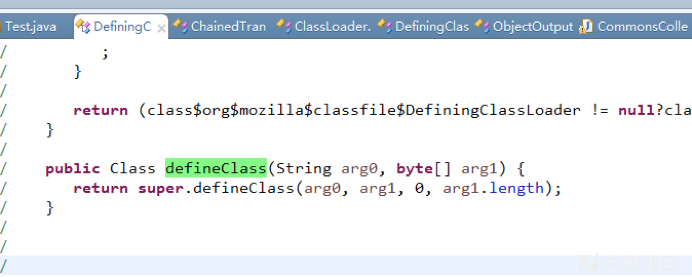 Test.java DefiningC ChainedTran ClassLoader. DefiningClas ObjectOutput CommonsColle
/ ;
/ }
/
/ return (class$org$mozilla$classfile$DefiningClassLoader != null?cla
/ }
/
/ public Class defineClass(String arg0, byte[] arg1) {
/ return super.defineClass(arg0, arg1, 0, arg1.length);
/ }
/
/
/